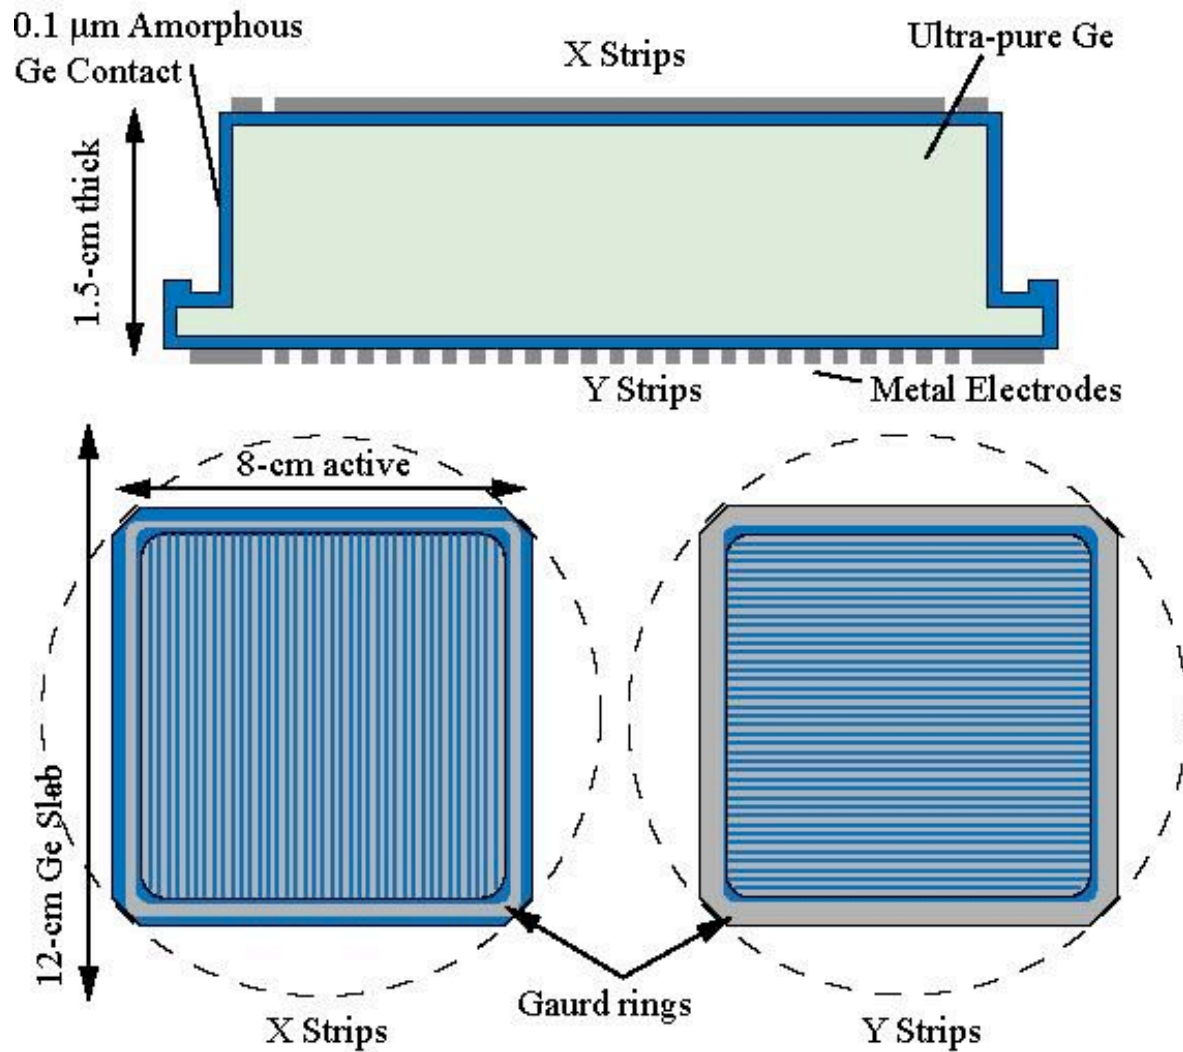 0.1 μm Amorphous
Ge Contact
X Strips
Ultra-pure Ge
1.5-cm thick
Y Strips
Metal Electrodes
8-cm active
12-cm Ge Slab
Gaurd rings
X Strips
Y Strips